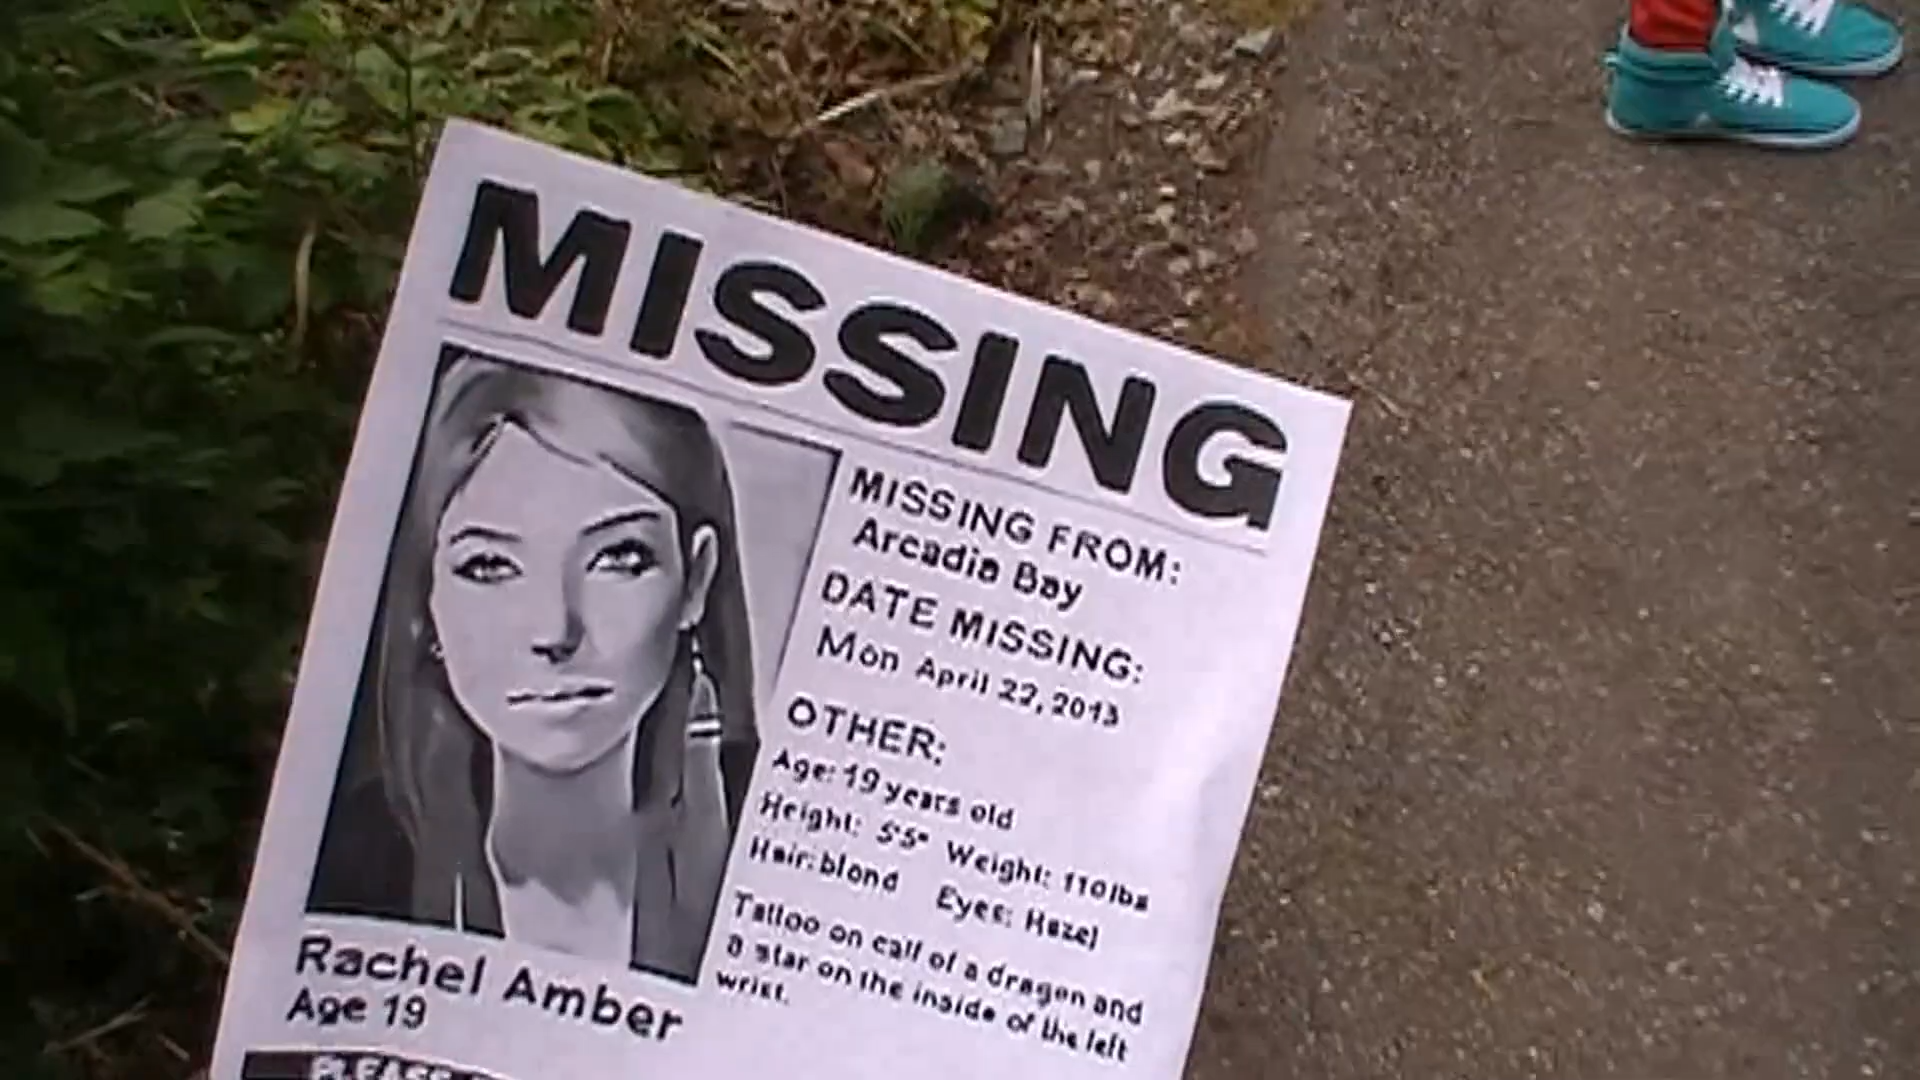 MISSING
MISSING FROM:
Arcadia Bay
DATE MISSING:
Mon April 22, 2013
OTHER:
Age: 19 years old
Height: 5'5" Weight: 110lbs
Hair: blond Eyes: Hazel
Tattoo on calf of a dragon and
a star on the inside of the left
wrist.
Rachel Amber
Age 19
PLEASE